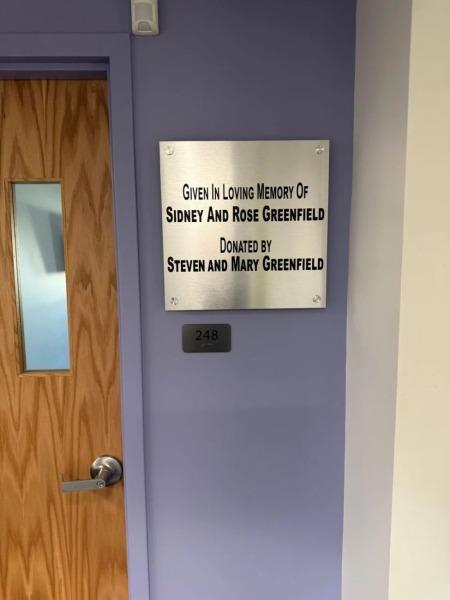 Given In Loving Memory Of
Sidney And Rose Greenfield
Donated by
Steven and Mary Greenfield
248